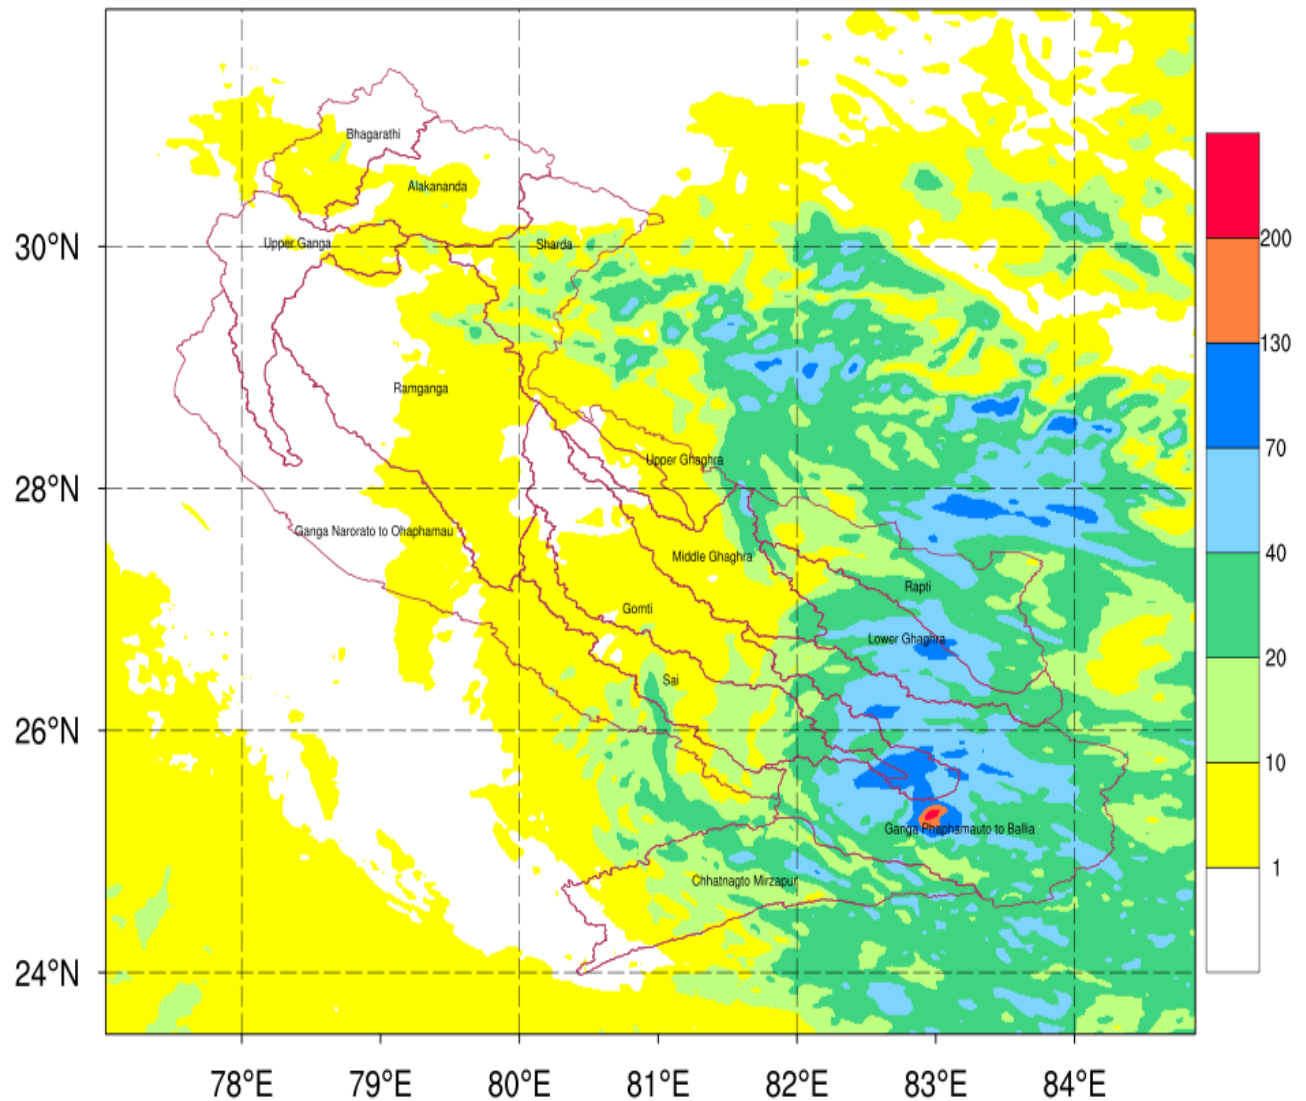 Bhagarathi
Alakananda
Upper Ganga
Sharda
30°N
200
130
Ramganga
70
Upper Ghaghra
28°N
Ganga Narorato to Ohaphamau
Middle Ghaghra
40
Rapti
Gomti
Lower Ghaghra
20
Sai
26°N
10
Ganga Phaphamauto to Ballia
1
Chhatnagto Mirzapur
24°N
78°E 79°E 80°E 81°E 82°E 83°E 84°E